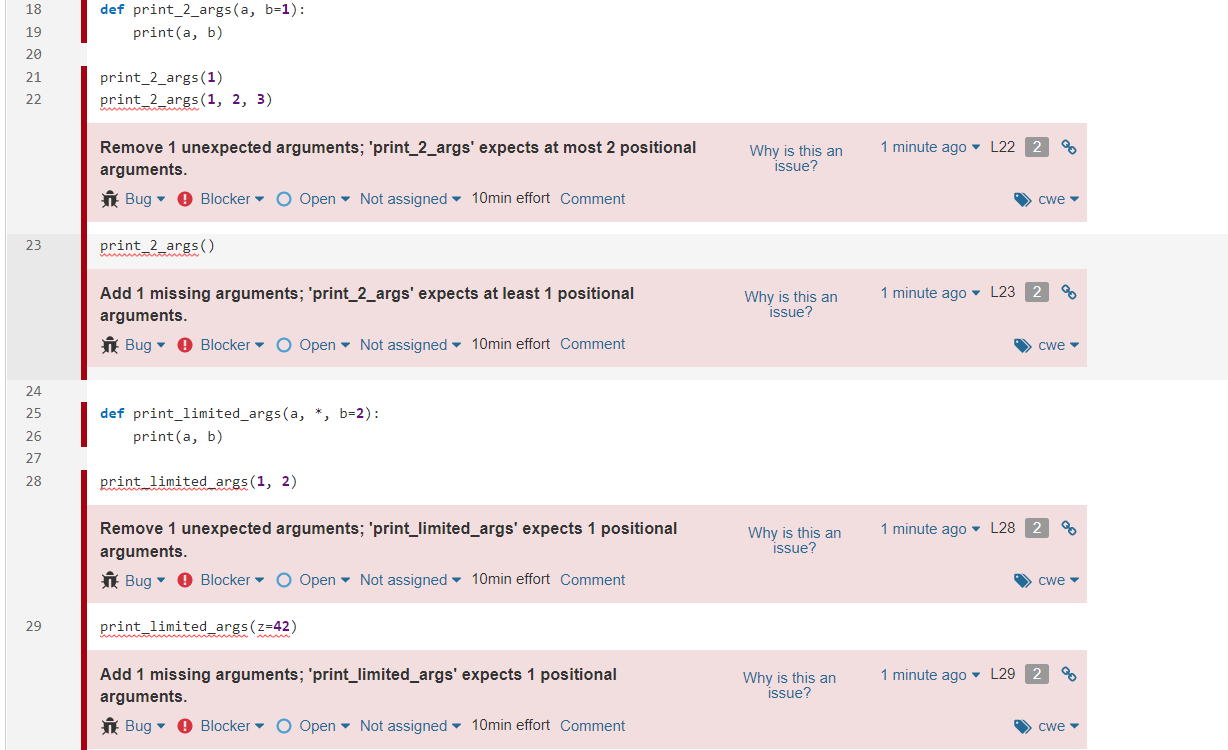 18 def print_2_args(a, b=1):
19     print(a, b)
20
21 print_2_args(1)
22 print_2_args(1, 2, 3)
Remove 1 unexpected arguments; 'print_2_args' expects at most 2 positional arguments. Why is this an issue? 1 minute ago L22 2
Bug Blocker Open Not assigned 10min effort Comment cwe
23 print_2_args()
Add 1 missing arguments; 'print_2_args' expects at least 1 positional arguments. Why is this an issue? 1 minute ago L23 2
Bug Blocker Open Not assigned 10min effort Comment cwe
24
25 def print_limited_args(a, *, b=2):
26     print(a, b)
27
28 print_limited_args(1, 2)
Remove 1 unexpected arguments; 'print_limited_args' expects 1 positional arguments. Why is this an issue? 1 minute ago L28 2
Bug Blocker Open Not assigned 10min effort Comment cwe
29 print_limited_args(z=42)
Add 1 missing arguments; 'print_limited_args' expects 1 positional arguments. Why is this an issue? 1 minute ago L29 2
Bug Blocker Open Not assigned 10min effort Comment cwe